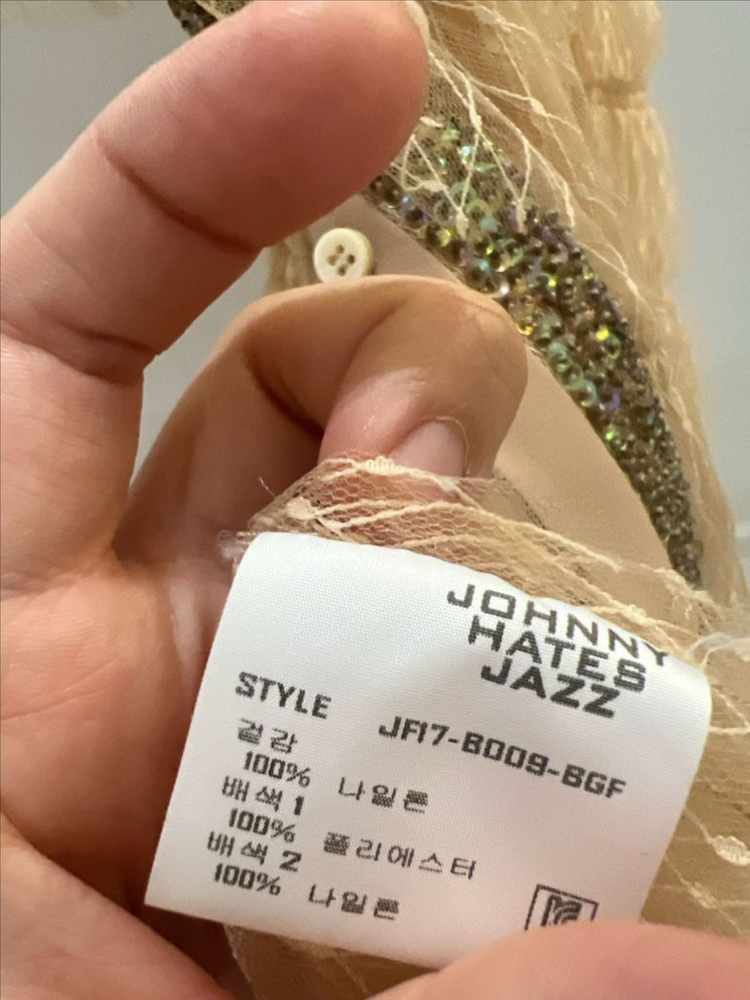 JOHNNY
HATES
JAZZ
STYLE JF17-B009-BGF
겉감
100% 나일론
배색 1
100% 폴리에스터
배색 2
100% 나일론